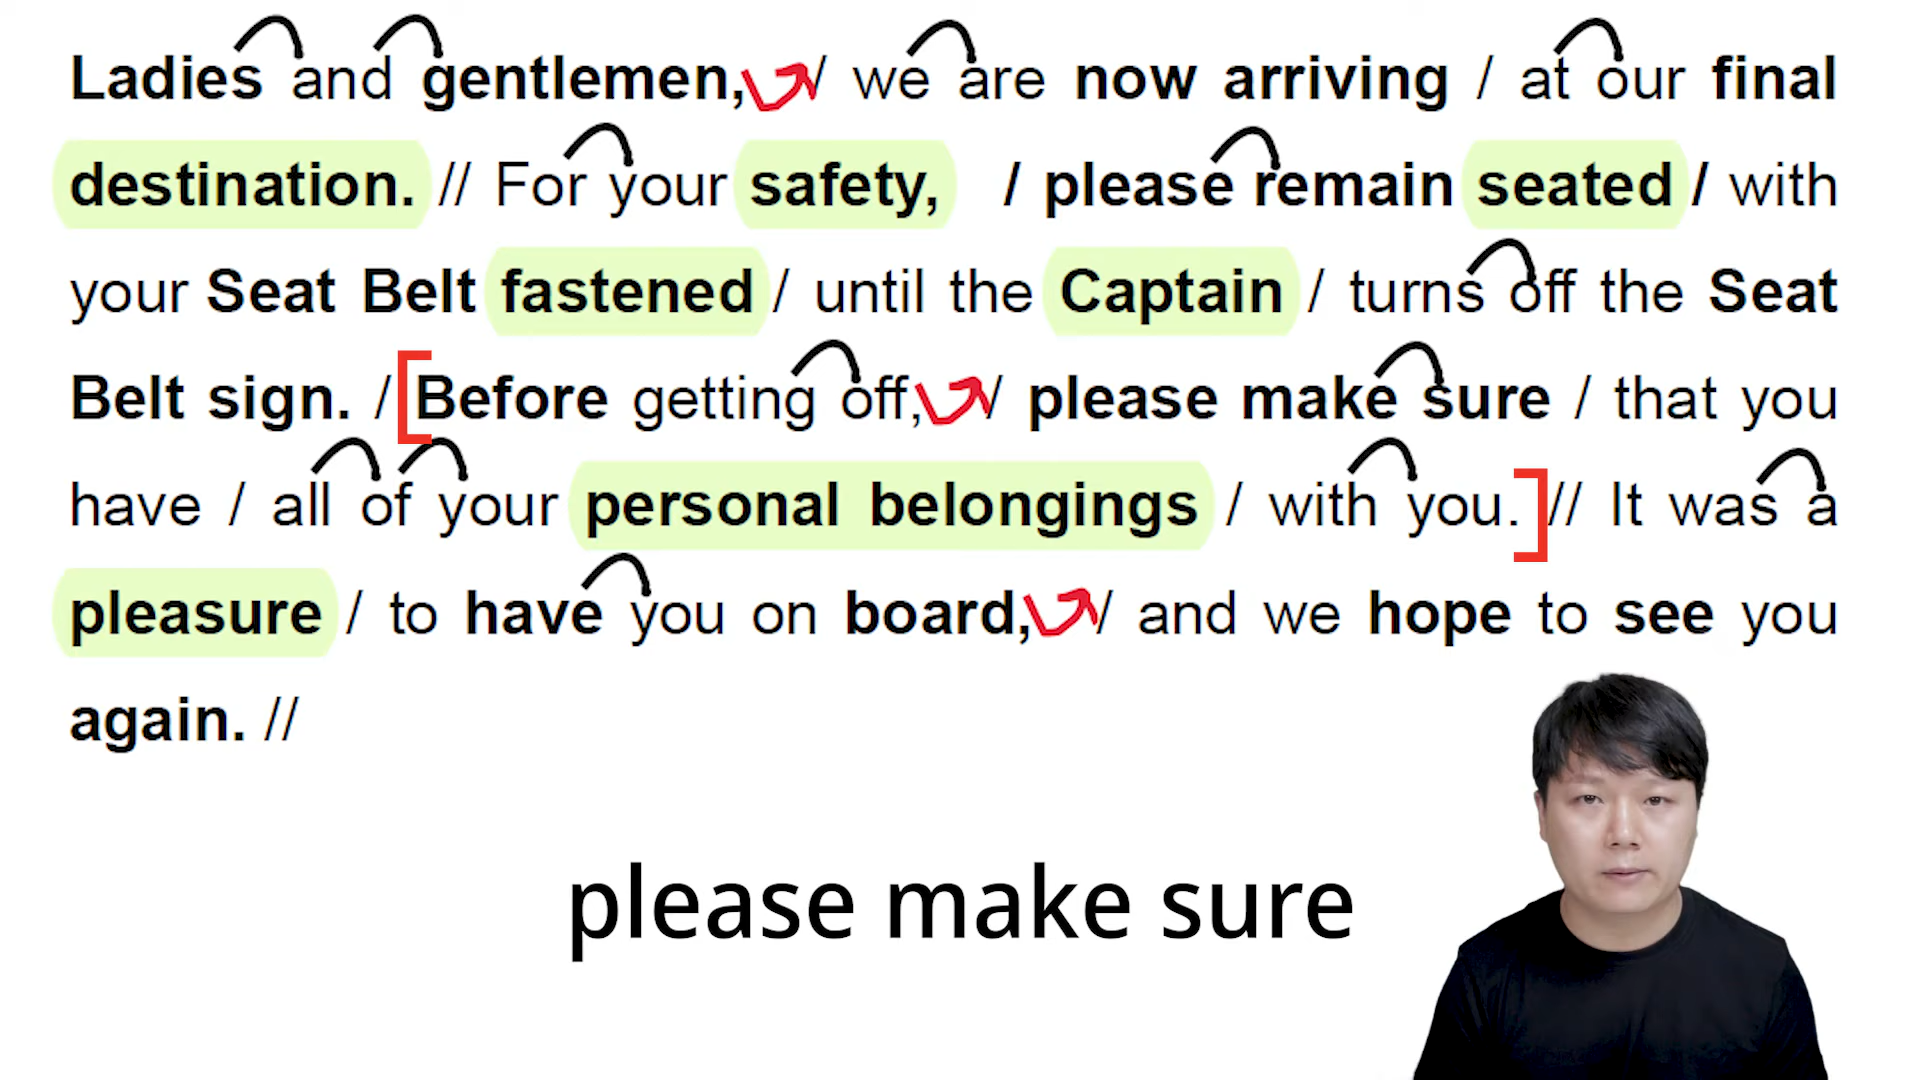 Ladies and gentlemen, / we are now arriving / at our final
destination. // For your safety, / please remain seated / with
your Seat Belt fastened / until the Captain / turns off the Seat
Belt sign. / [Before getting off, / please make sure / that you
have / all of your personal belongings / with you.] // It was a
pleasure / to have you on board, / and we hope to see you
again. //
please make sure